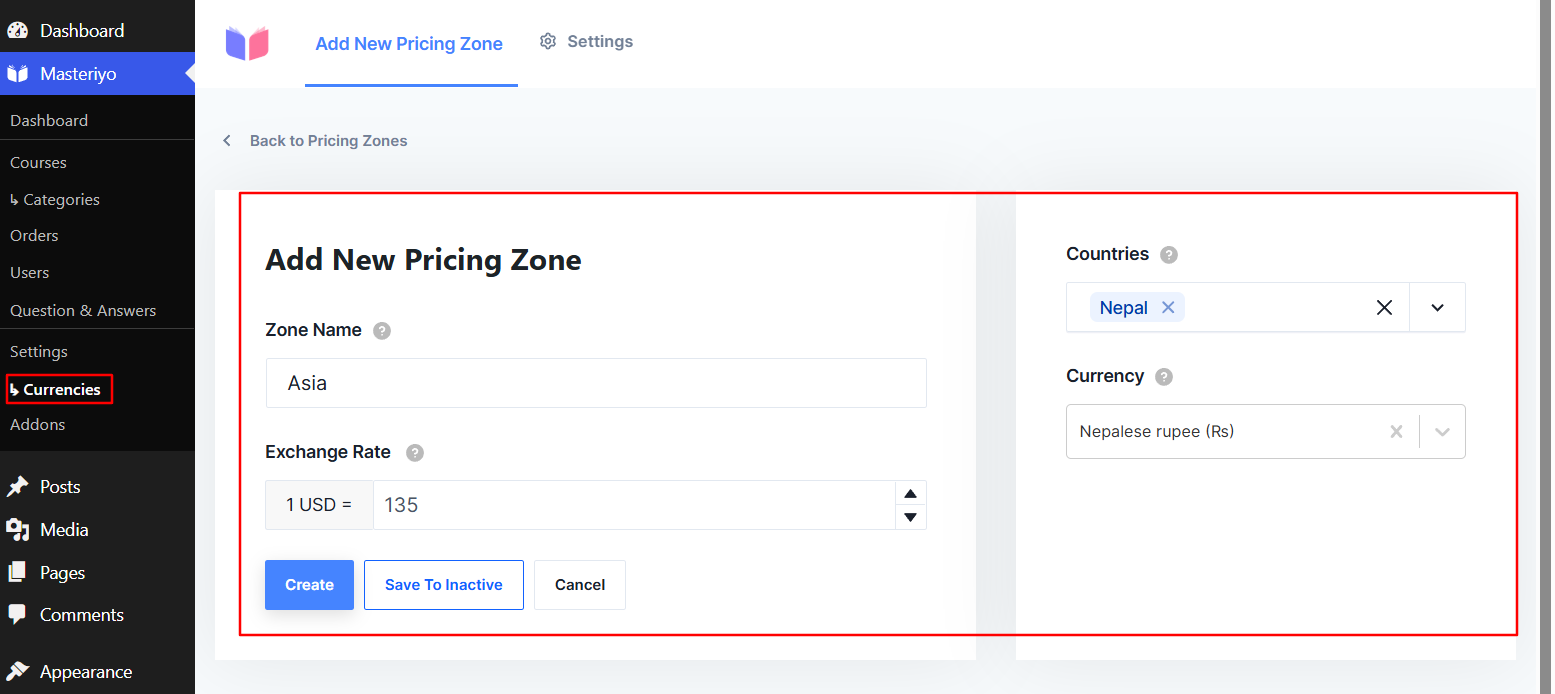 Dashboard
Masteriyo
Dashboard
Courses
↳ Categories
Orders
Users
Question & Answers
Settings
↳ Currencies
Addons
Posts
Media
Pages
Comments
Appearance
Add New Pricing Zone
Settings
Back to Pricing Zones
Add New Pricing Zone
Zone Name ?
Asia
Exchange Rate ?
1 USD = 135
Create Save To Inactive Cancel
Countries ?
Nepal
Currency ?
Nepalese rupee (Rs)